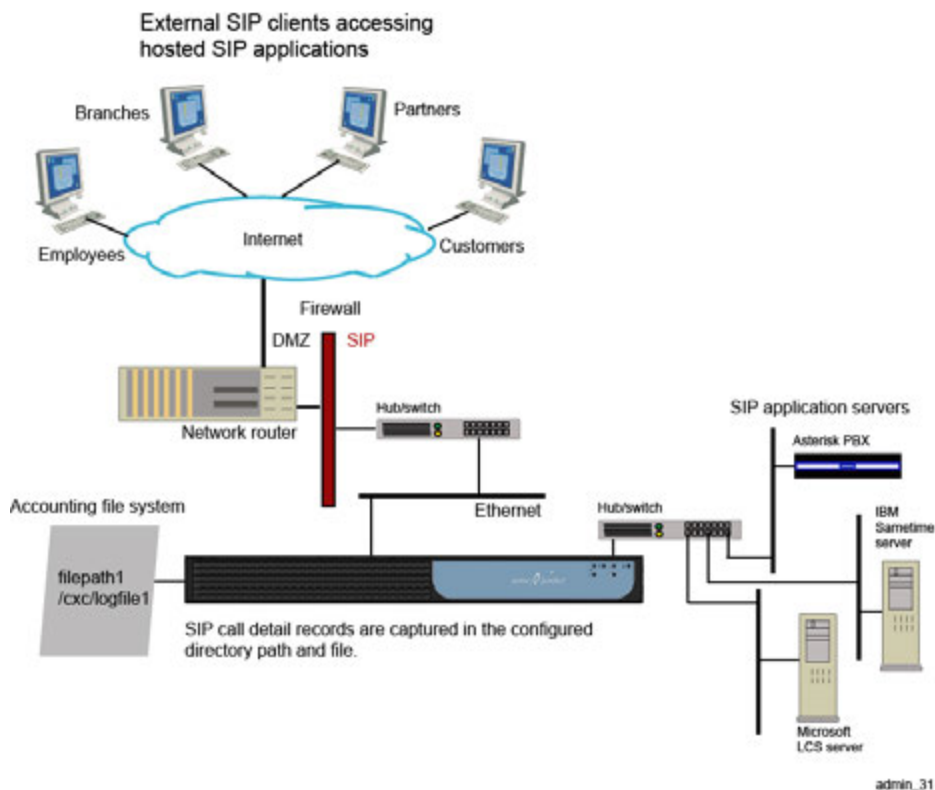 External SIP clients accessing
hosted SIP applications
Branches
Partners
Internet
Employees
Customers
Firewall
DMZ
SIP
Network router
Hub/switch
SIP application servers
Asterisk PBX
Ethernet
Hub/switch
IBM
Sametime
server
Accounting file system
filepath1
/cxc/logfile1
SIP call detail records are captured in the configured
directory path and file.
Microsoft
LCS server
admin_31